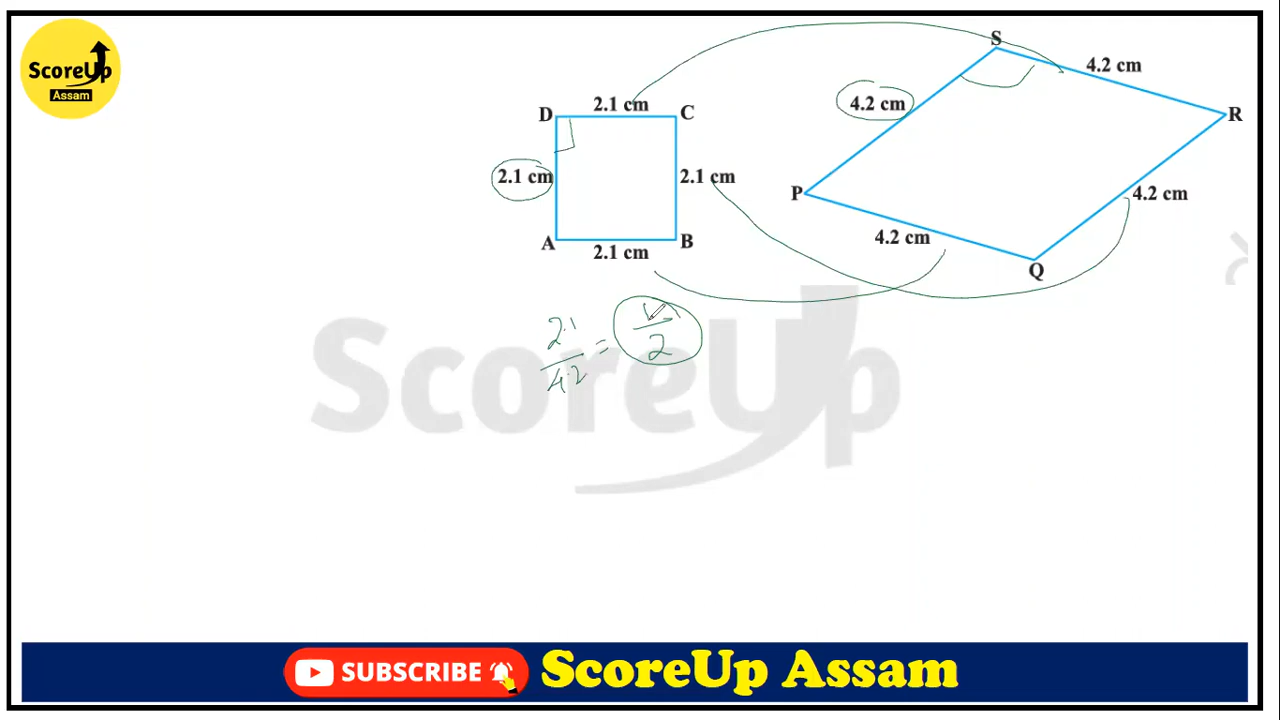 ScoreUp
Assam
S
4.2 cm
4.2 cm
R
2.1 cm
D
C
2.1 cm
2.1 cm
P
4.2 cm
4.2 cm
A
B
2.1 cm
Q
2.1/4.2 = 1/2
ScoreUp
SUBSCRIBE
ScoreUp Assam